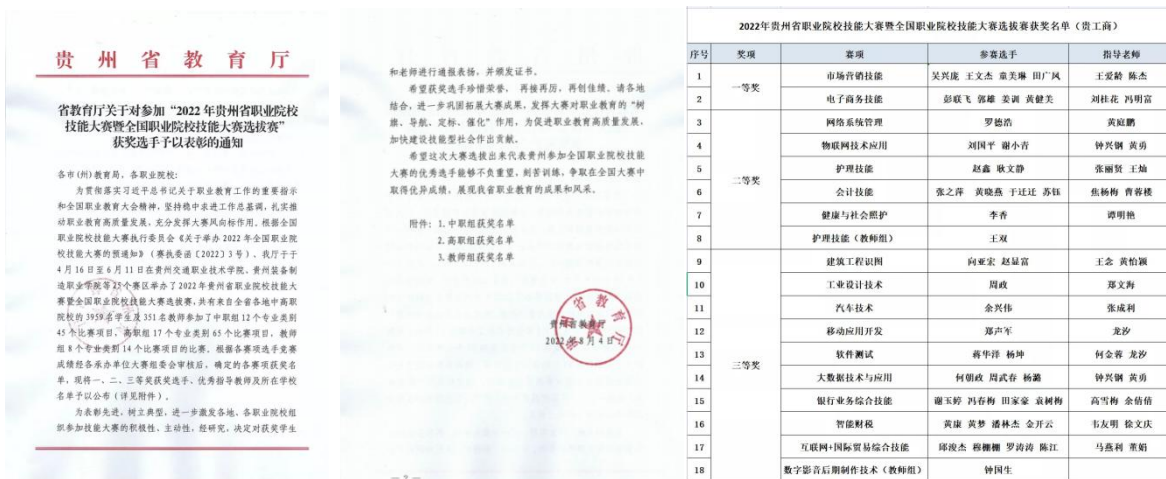 贵州省教育厅
省教育厅关于对参加“2022年贵州省职业院校
技能大赛暨全国职业院校技能大赛选拔赛”
获奖选手予以表彰的通知
各市(州)教育局、各职业院校:
为贯彻落实习近平总书记关于职业教育工作的重要指示
和全国职业教育大会精神，坚持稳中求进工作总基调，扎实推
动职业教育高质量发展，充分发挥大赛风向标作用。根据全国
职业院校技能大赛执行委员会《关于举办2022年全国职业院
校技能大赛的预通知》（赛执委函〔2022〕3号），我厅于于
4月16日至6月11日在贵州交通职业技术学院、贵州装备制
造职业学院等25个赛区举办了2022年贵州省职业院校技能大
赛暨全国职业院校技能大赛选拔赛，共有来自全省各地中高职
院校的3959名学生及351名教师参加了中职组12个专业类别
45个比赛项目，高职组17个专业类别65个比赛项目，教师
组8个专业类别14个比赛项目的比赛。根据各赛项选手竞赛
成绩经各承办单位大赛组委会审核后，确定的各赛项获奖名
单，现将一、二、三等奖获奖选手、优秀指导教师及所在学校
名单予以公布（详见附件）。
为表彰先进，树立典型，进一步激发各地、各职业院校组
织参加技能大赛的积极性、主动性，经研究，决定对获奖学生
和老师进行通报表扬，并颁发证书。
希望获奖选手珍惜荣誉，再接再厉，再创佳绩。请各地
结合，进一步巩固拓展大赛成果，发挥大赛对职业教育的“树
旗、导航、定标、催化”作用，为促进职业教育高质量发展，
加快建设技能型社会作出贡献。
希望这次大赛选拔出来代表贵州参加全国职业院校技能
大赛的优秀选手能够不负重望，刻苦训练，争取在全国大赛中
取得优异成绩，展现我省职业教育的成果和风采。
附件：1.中职组获奖名单
2.高职组获奖名单
3.教师组获奖名单
贵州省教育厅
2022年8月4日
— 2 —
2022年贵州省职业院校技能大赛暨全国职业院校技能大赛选拔赛获奖名单（贵工商）
序号 奖项 赛项 参赛选手 指导老师
1 一等奖 市场营销技能 吴兴庞 王文杰 童美琳 田广风 王爱龄 陈杰
2 电子商务技能 彭联飞 郭雄 姜训 黄健美 刘桂花 冯明富
3 二等奖 网络系统管理 罗德浩 黄庭鹏
4 物联网技术应用 刘国平 谢小青 钟兴钢 黄勇
5 护理技能 赵鑫 耿文静 张丽贤 王灿
6 会计技能 张之萍 黄晓燕 于迁迁 苏钰 焦杨梅 曹蓉楼
7 健康与社会照护 李香 谭明艳
8 护理技能（教师组） 王双
9 三等奖 建筑工程识图 向亚宏 赵显富 王念 黄怡颖
10 工业设计技术 周政 郑文海
11 汽车技术 余兴伟 张成利
12 移动应用开发 郑声军 龙汐
13 软件测试 蒋华洋 杨坤 何金蓉 龙汐
14 大数据技术与应用 何朝政 周武春 杨璐 钟兴钢 黄勇
15 银行业务综合技能 谢玉婷 冯春梅 田家豪 袁树梅 高雪梅 余倩倩
16 智能财税 黄康 黄梦 潘林杰 金开云 韦友明 徐文庆
17 互联网+国际贸易综合技能 邱浚杰 穆棚棚 罗涛涛 陈江 马燕利 董娟
18 数字影音后期制作技术（教师组） 钟国生